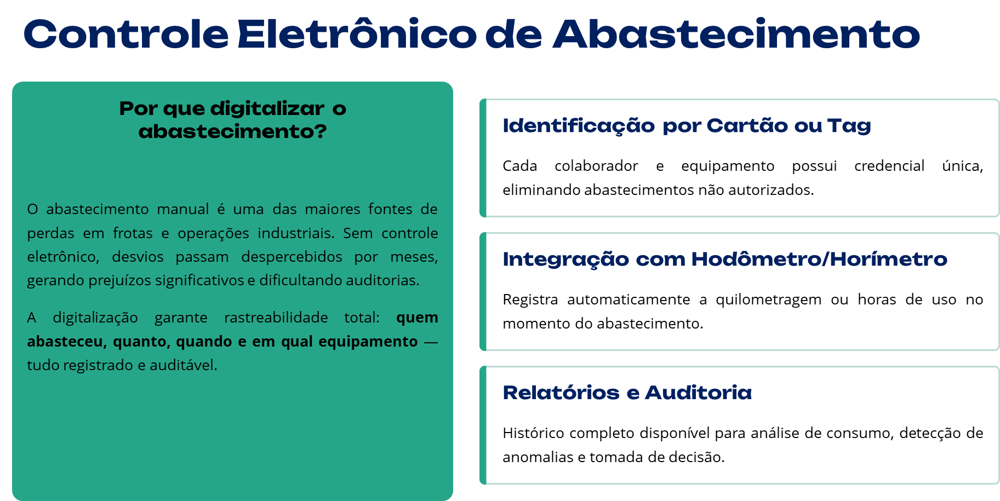 Controle Eletrônico de Abastecimento
Por que digitalizar o
abastecimento?
O abastecimento manual é uma das maiores fontes de
perdas em frotas e operações industriais. Sem controle
eletrônico, desvios passam despercebidos por meses,
gerando prejuízos significativos e dificultando auditorias.
A digitalização garante rastreabilidade total: quem
abasteceu, quanto, quando e em qual equipamento —
tudo registrado e auditável.
Identificação por Cartão ou Tag
Cada colaborador e equipamento possui credencial única,
eliminando abastecimentos não autorizados.
Integração com Hodômetro/Horímetro
Registra automaticamente a quilometragem ou horas de uso no
momento do abastecimento.
Relatórios e Auditoria
Histórico completo disponível para análise de consumo, detecção de
anomalias e tomada de decisão.